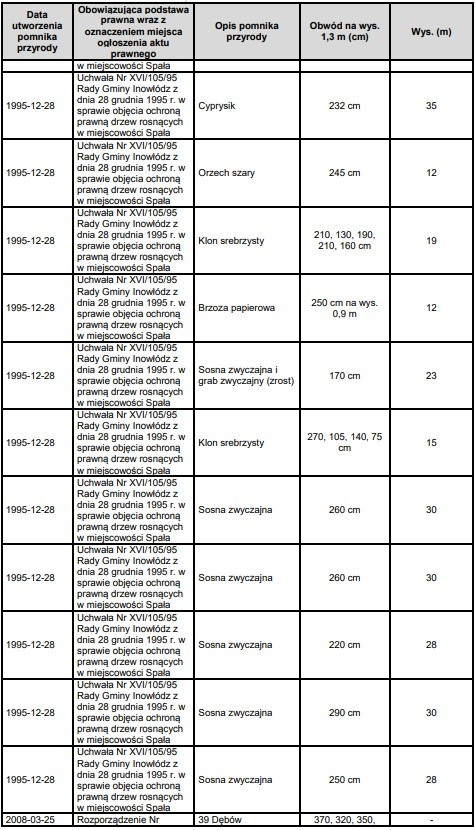 Data
utworzenia
pomnika
przyrody
Obowiązująca podstawa
prawna wraz z
oznaczeniem miejsca
ogłoszenia aktu
prawnego
Opis pomnika
przyrody
Obwód na wys.
1,3 m (cm)
Wys. (m)
w miejscowości Spała
1995-12-28
Uchwała Nr XVI/105/95
Rady Gminy Inowłódz z
dnia 28 grudnia 1995 r. w
sprawie objęcia ochroną
prawną drzew rosnących
w miejscowości Spała
Cyprysik
232 cm
35
1995-12-28
Uchwała Nr XVI/105/95
Rady Gminy Inowłódz z
dnia 28 grudnia 1995 r. w
sprawie objęcia ochroną
prawną drzew rosnących
w miejscowości Spała
Orzech szary
245 cm
12
1995-12-28
Uchwała Nr XVI/105/95
Rady Gminy Inowłódz z
dnia 28 grudnia 1995 r. w
sprawie objęcia ochroną
prawną drzew rosnących
w miejscowości Spała
Klon srebrzysty
210, 130, 190,
210, 160 cm
19
1995-12-28
Uchwała Nr XVI/105/95
Rady Gminy Inowłódz z
dnia 28 grudnia 1995 r. w
sprawie objęcia ochroną
prawną drzew rosnących
w miejscowości Spała
Brzoza papierowa
250 cm na wys.
0,9 m
12
1995-12-28
Uchwała Nr XVI/105/95
Rady Gminy Inowłódz z
dnia 28 grudnia 1995 r. w
sprawie objęcia ochroną
prawną drzew rosnących
w miejscowości Spała
Sosna zwyczajna i
grab zwyczajny (zrost)
170 cm
23
1995-12-28
Uchwała Nr XVI/105/95
Rady Gminy Inowłódz z
dnia 28 grudnia 1995 r. w
sprawie objęcia ochroną
prawną drzew rosnących
w miejscowości Spała
Klon srebrzysty
270, 105, 140, 75
cm
15
1995-12-28
Uchwała Nr XVI/105/95
Rady Gminy Inowłódz z
dnia 28 grudnia 1995 r. w
sprawie objęcia ochroną
prawną drzew rosnących
w miejscowości Spała
Sosna zwyczajna
260 cm
30
1995-12-28
Uchwała Nr XVI/105/95
Rady Gminy Inowłódz z
dnia 28 grudnia 1995 r. w
sprawie objęcia ochroną
prawną drzew rosnących
w miejscowości Spała
Sosna zwyczajna
260 cm
30
1995-12-28
Uchwała Nr XVI/105/95
Rady Gminy Inowłódz z
dnia 28 grudnia 1995 r. w
sprawie objęcia ochroną
prawną drzew rosnących
w miejscowości Spała
Sosna zwyczajna
220 cm
28
1995-12-28
Uchwała Nr XVI/105/95
Rady Gminy Inowłódz z
dnia 28 grudnia 1995 r. w
sprawie objęcia ochroną
prawną drzew rosnących
w miejscowości Spała
Sosna zwyczajna
290 cm
30
1995-12-28
Uchwała Nr XVI/105/95
Rady Gminy Inowłódz z
dnia 28 grudnia 1995 r. w
sprawie objęcia ochroną
prawną drzew rosnących
w miejscowości Spała
Sosna zwyczajna
250 cm
28
2008-03-25
Rozporządzenie Nr
39 Dębów
370, 320, 350,
-